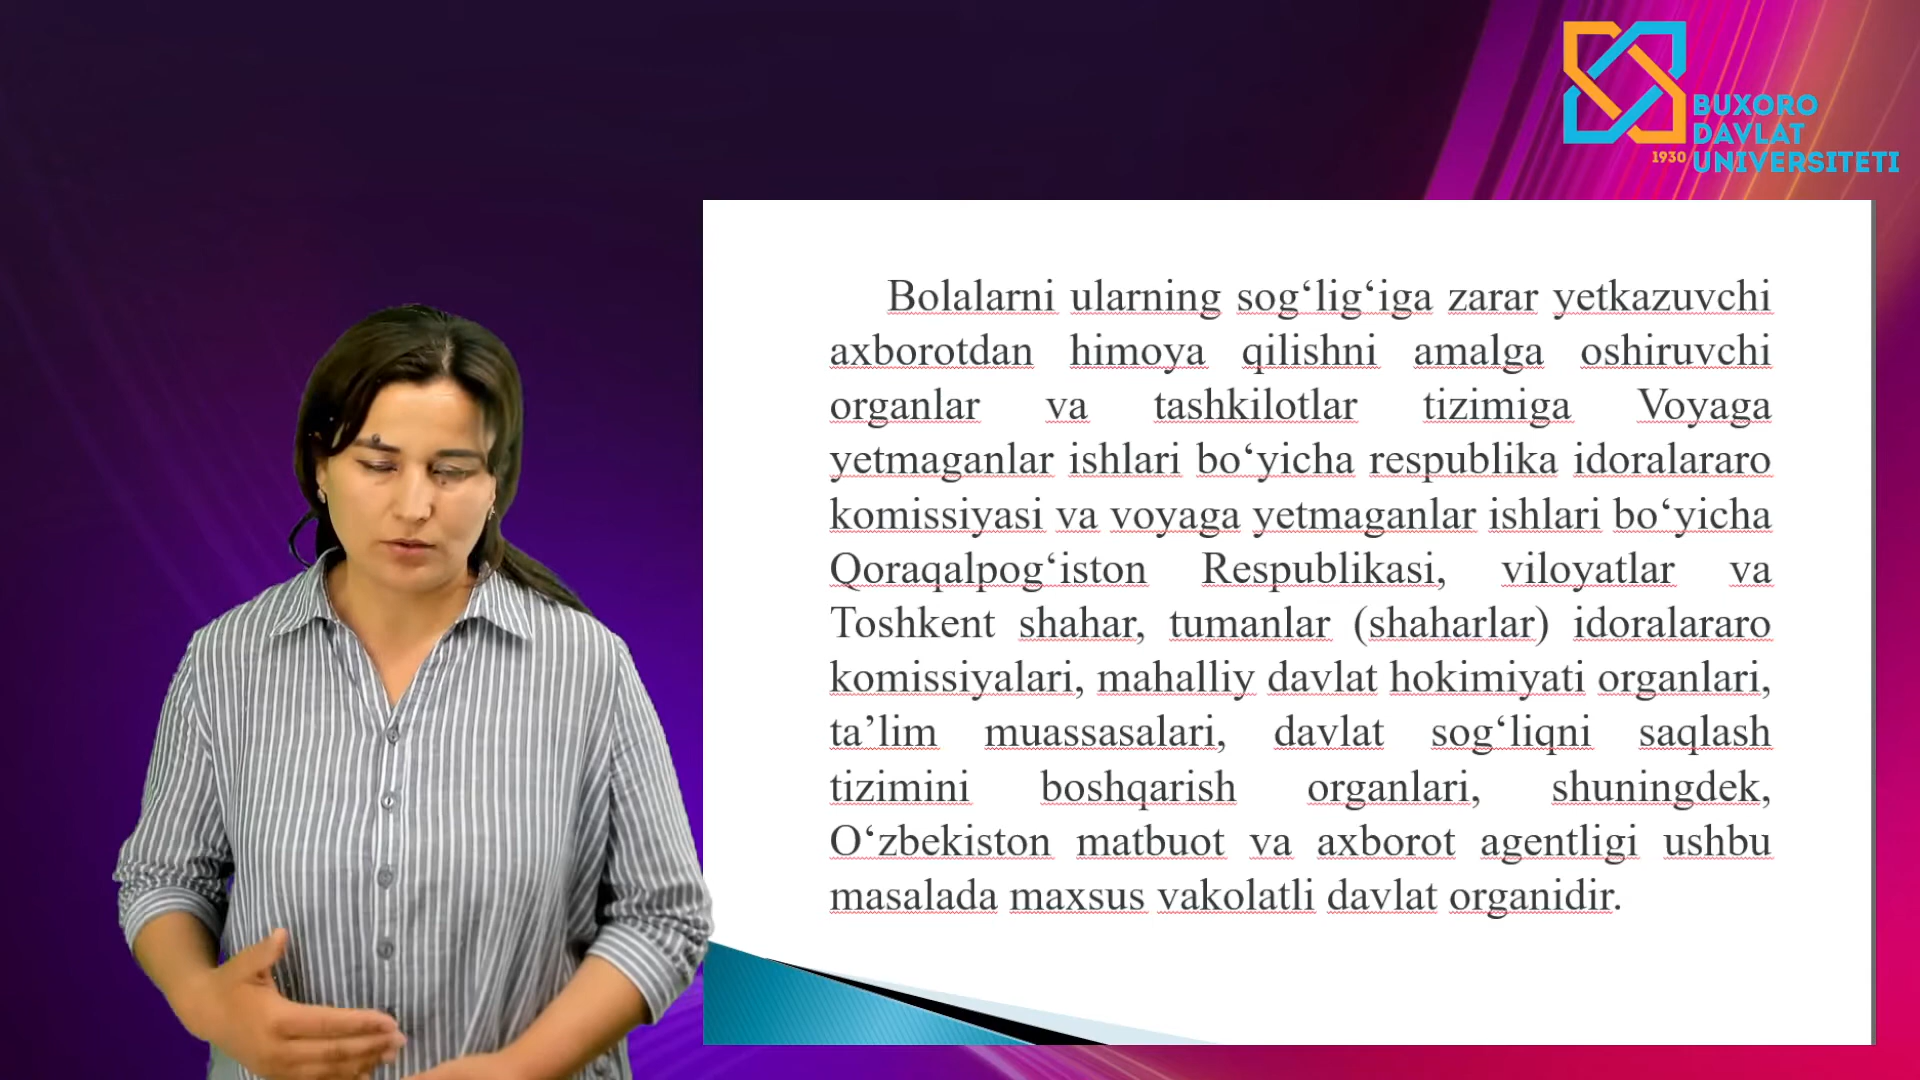 BUXORO
DAVLAT
1930 UNIVERSITETI
Bolalarni ularning sog‘lig‘iga zarar yetkazuvchi
axborotdan himoya qilishni amalga oshiruvchi
organlar va tashkilotlar tizimiga Voyaga
yetmaganlar ishlari bo‘yicha respublika idoralararo
komissiyasi va voyaga yetmaganlar ishlari bo‘yicha
Qoraqalpog‘iston Respublikasi, viloyatlar va
Toshkent shahar, tumanlar (shaharlar) idoralararo
komissiyalari, mahalliy davlat hokimiyati organlari,
ta’lim muassasalari, davlat sog‘liqni saqlash
tizimini boshqarish organlari, shuningdek,
O‘zbekiston matbuot va axborot agentligi ushbu
masalada maxsus vakolatli davlat organidir.